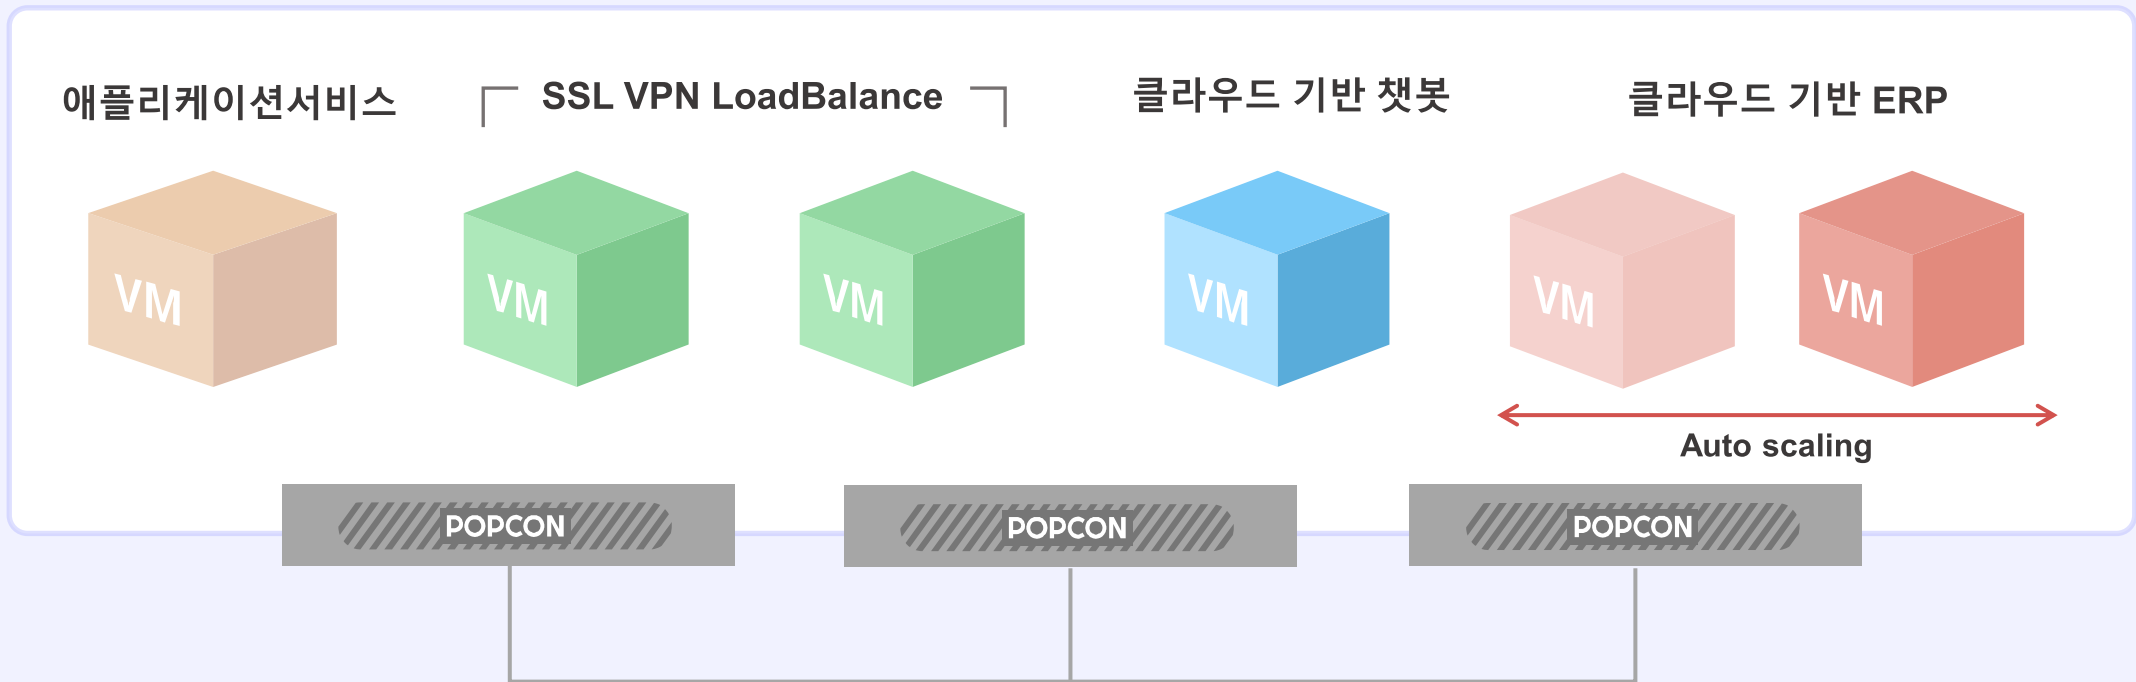 애플리케이션서비스
SSL VPN LoadBalance
클라우드 기반 챗봇
클라우드 기반 ERP
VM
VM
VM
VM
VM
VM
Auto scaling
POPCON
POPCON
POPCON